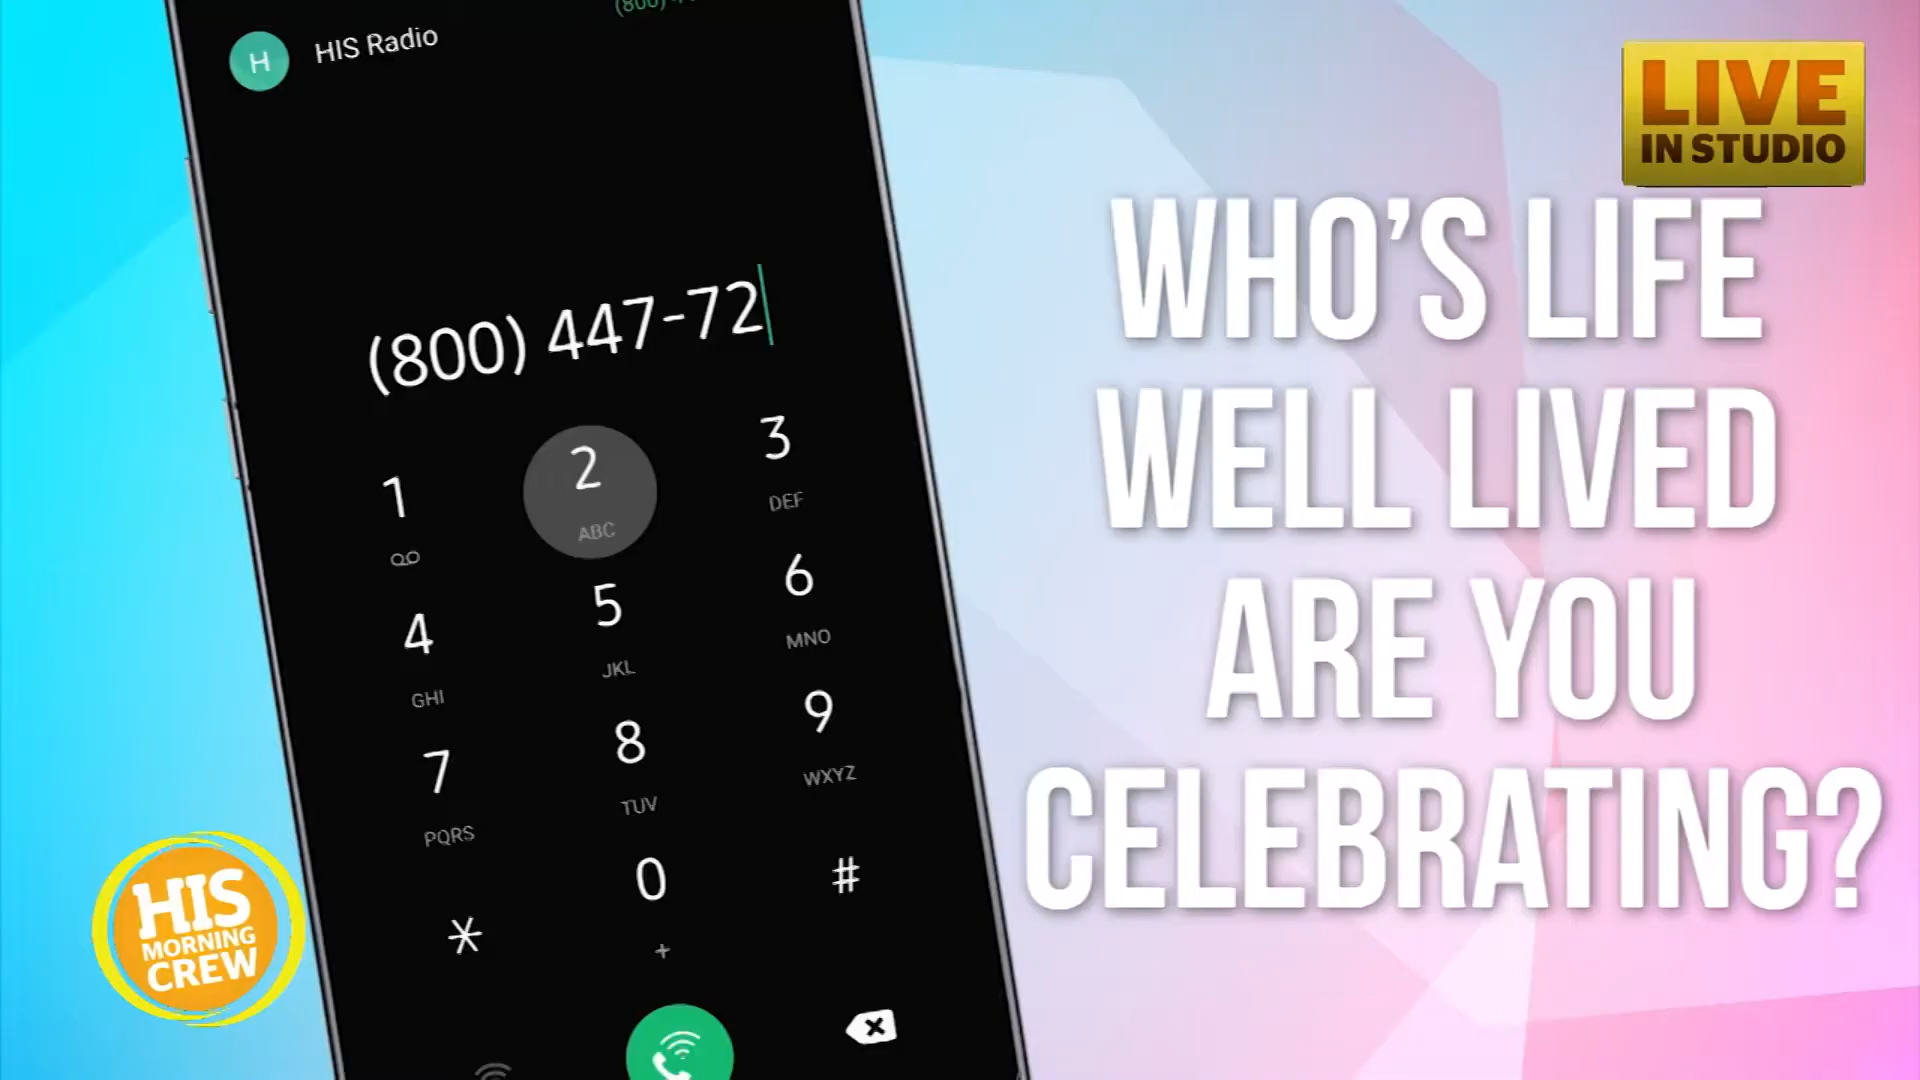 H HIS Radio
LIVE
IN STUDIO
WHO'S LIFE
WELL LIVED
ARE YOU
CELEBRATING?
(800) 447-72
1
2 ABC
3 DEF
4 GHI
5 JKL
6 MNO
7 PQRS
8 TUV
9 WXYZ
*
0 +
#
HIS
MORNING
CREW